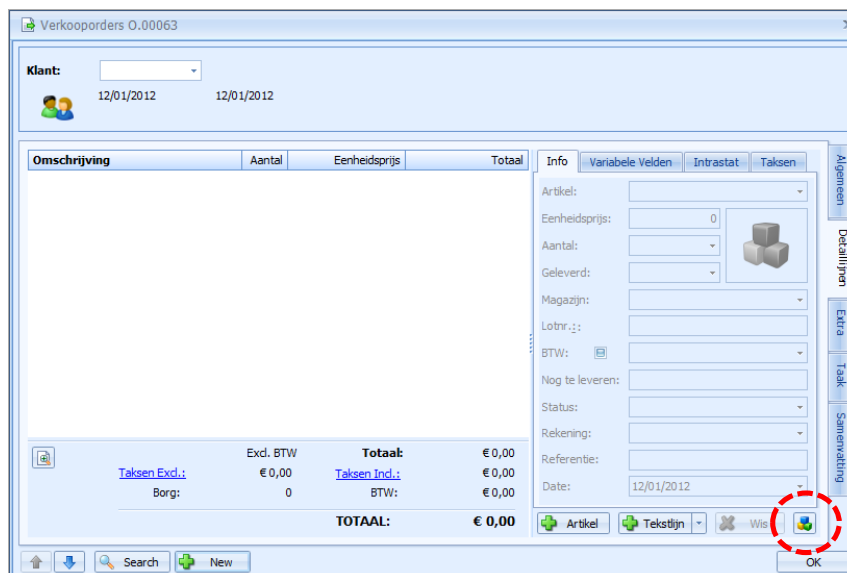 Verkooporders O.00063
Klant:
12/01/2012 12/01/2012
Omschrijving Aantal Eenheidsprijs Totaal
Info Variabele Velden Intrastat Taksen
Artikel:
Eenheidsprijs: 0
Aantal:
Geleverd:
Magazijn:
Lotnr.::
BTW:
Nog te leveren:
Status:
Rekening:
Referentie:
Date: 12/01/2012
Algemeen
Detaillijnen
Extra
Taak
Samenvatting
Excl. BTW Totaal: € 0,00
Taksen Excl.: € 0,00 Taksen Incl.: € 0,00
Borg: 0 BTW: € 0,00
TOTAAL: € 0,00
Artikel Tekstlijn Wis
Search New OK